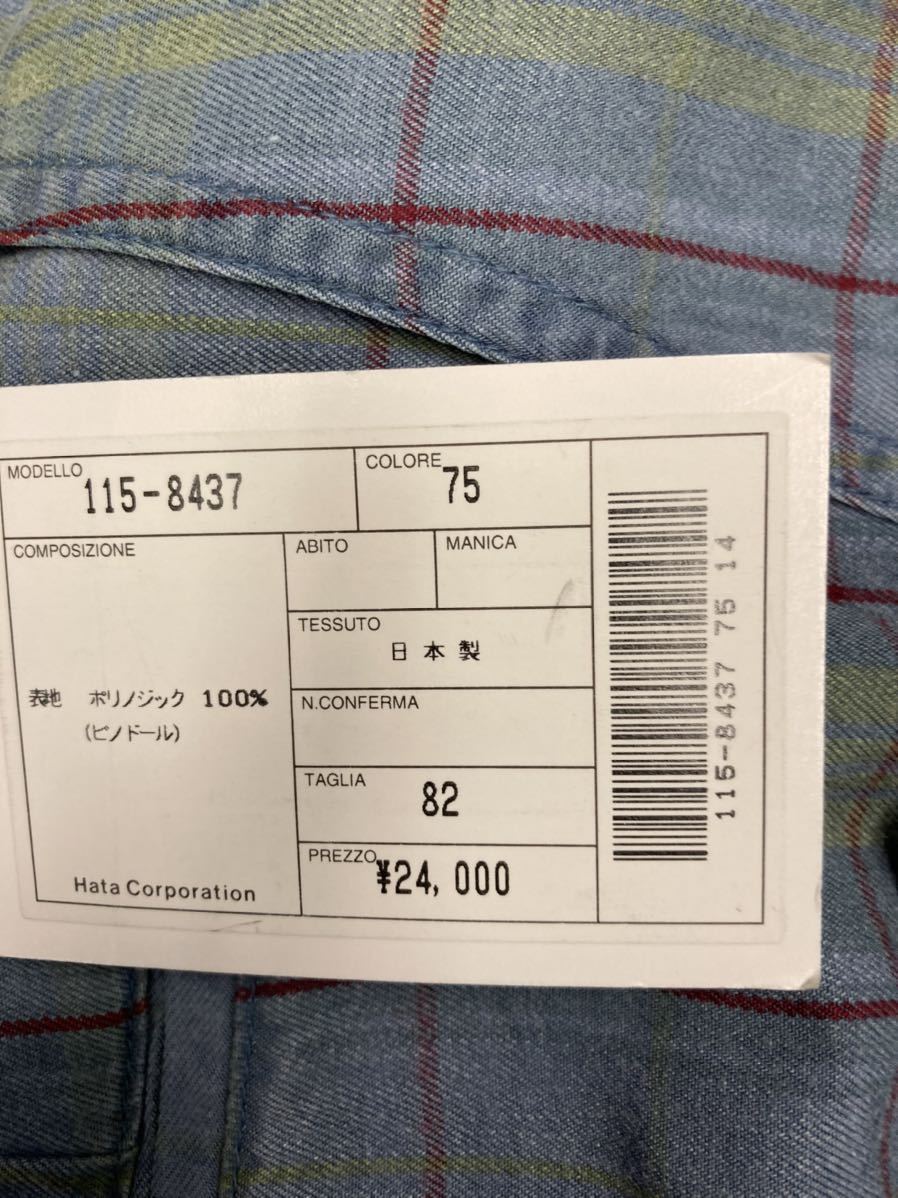 MODELLO
115-8437
COLORE
75
COMPOSIZIONE
表地 ポリノジック 100%
(ピノドール)
Hata Corporation
ABITO
MANICA
TESSUTO
日本製
N.CONFERMA
TAGLIA
82
PREZZO
¥24,000
115-8437 75 14